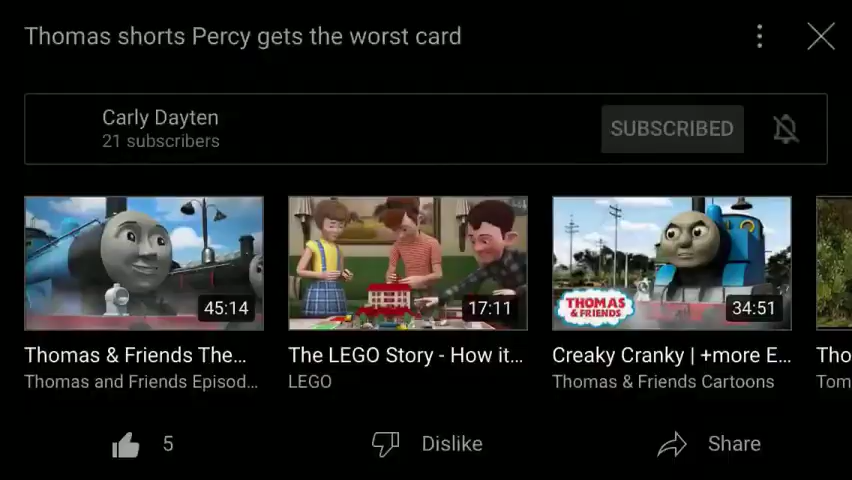 Thomas shorts Percy gets the worst card
Carly Dayten
21 subscribers
SUBSCRIBED
45:14
17:11
THOMAS
& FRIENDS
34:51
Thomas & Friends The...
The LEGO Story - How it...
Creaky Cranky | +more E...
Tho
Thomas and Friends Episod...
LEGO
Thomas & Friends Cartoons
Tom
5
Dislike
Share